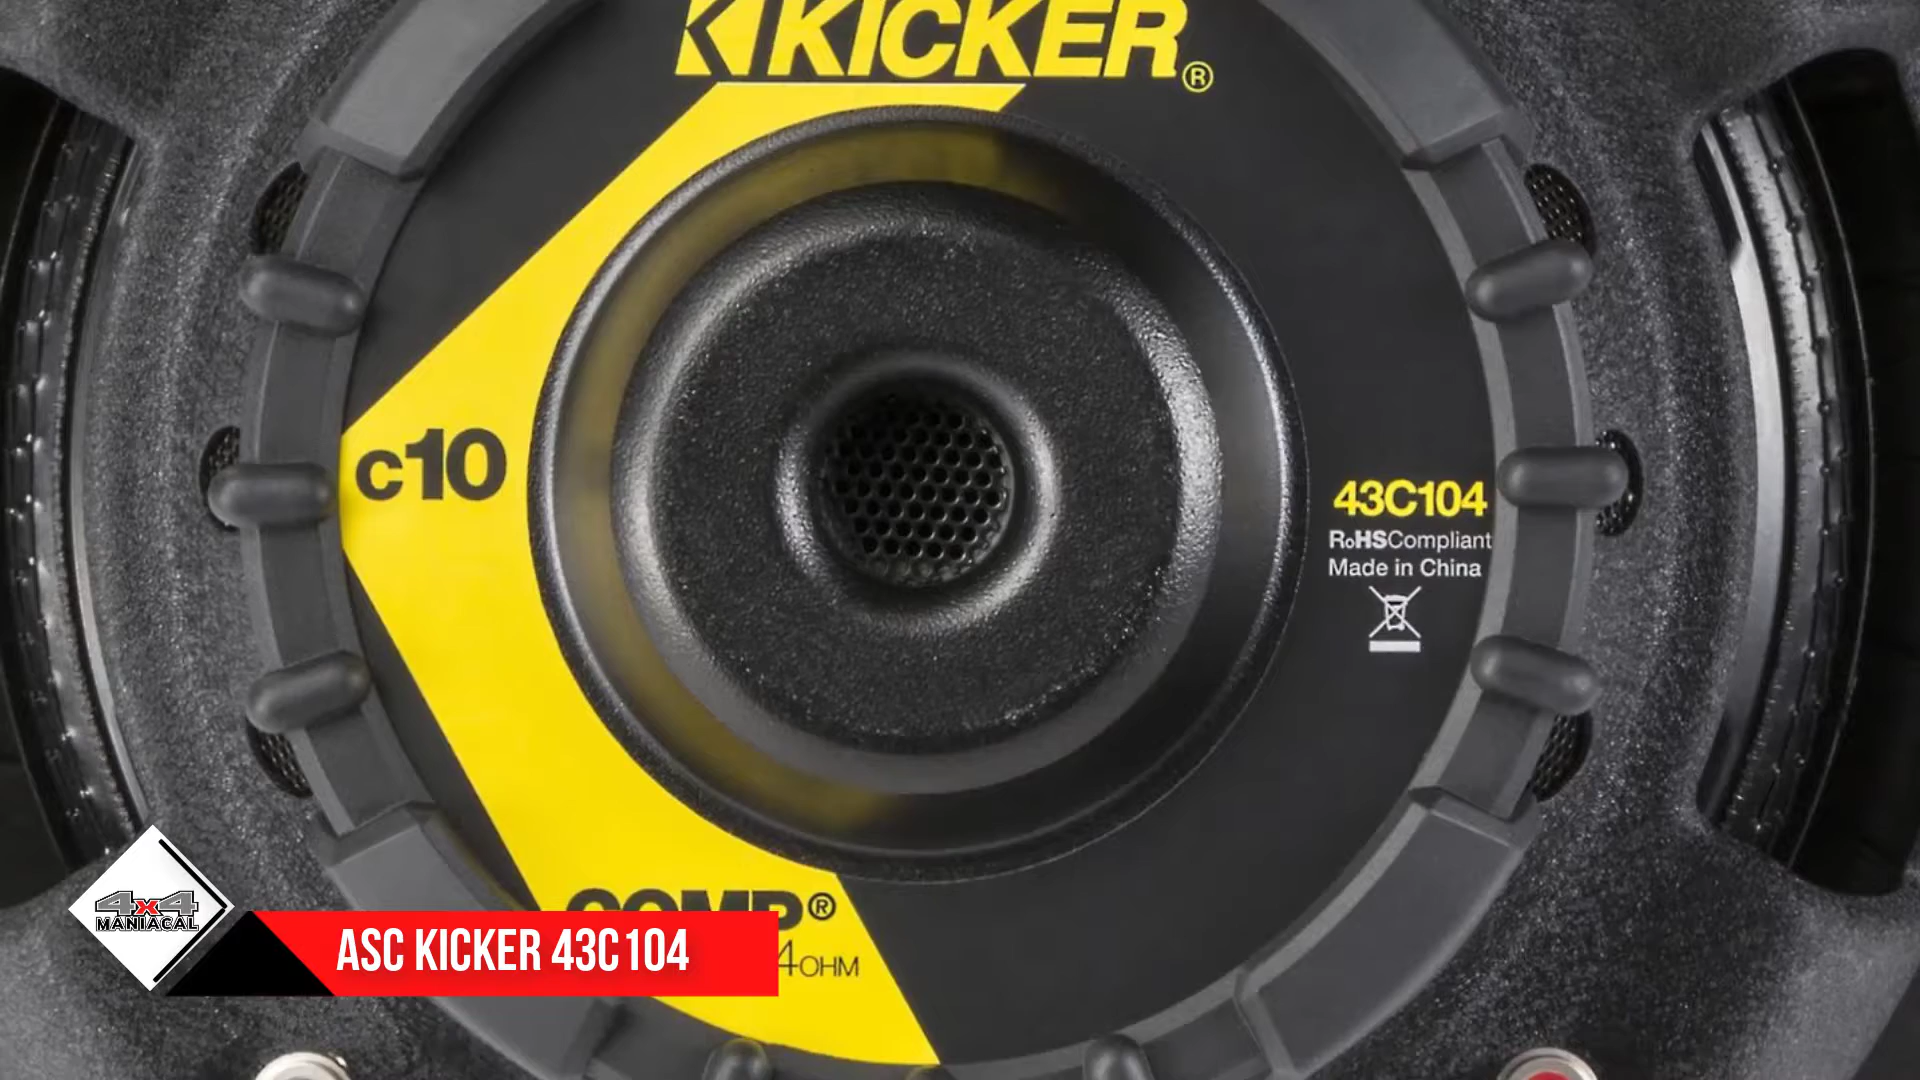 KICKER®
c10
43C104
RoHSCompliant
Made in China
COMP®
4OHM
4x4
MANIACAL
ASC KICKER 43C104